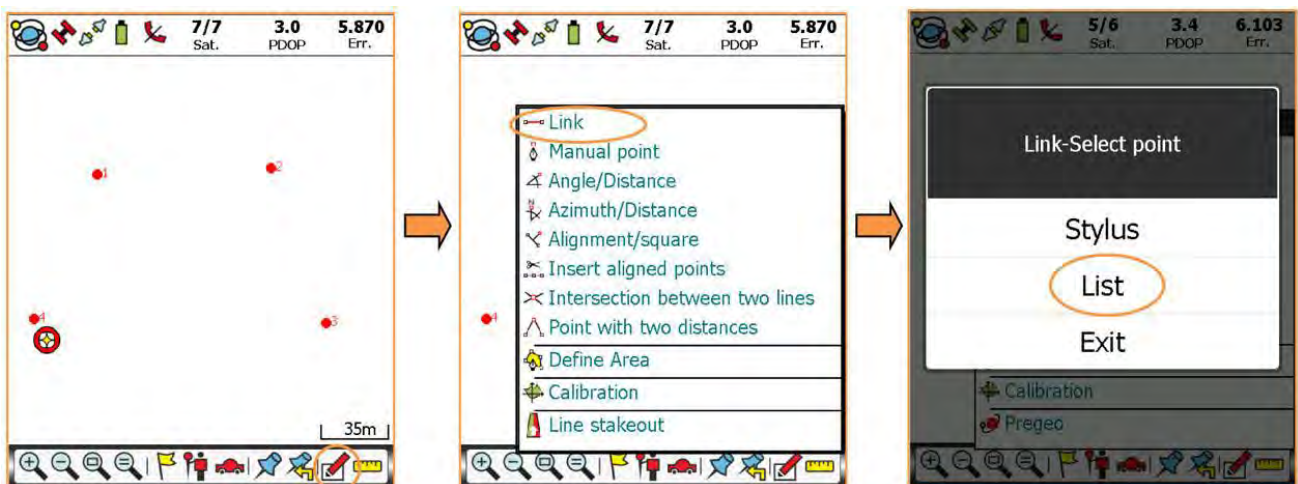 7/7 3.0 5.870
Sat. PDOP Err.
1
2
4
3
35m
7/7 3.0 5.870
Sat. PDOP Err.
Link
Manual point
Angle/Distance
Azimuth/Distance
Alignment/square
Insert aligned points
Intersection between two lines
Point with two distances
Define Area
Calibration
Line stakeout
4
5/6 3.4 6.103
Sat. PDOP Err.
Link-Select point
Stylus
List
Exit
Calibration
Pregeo